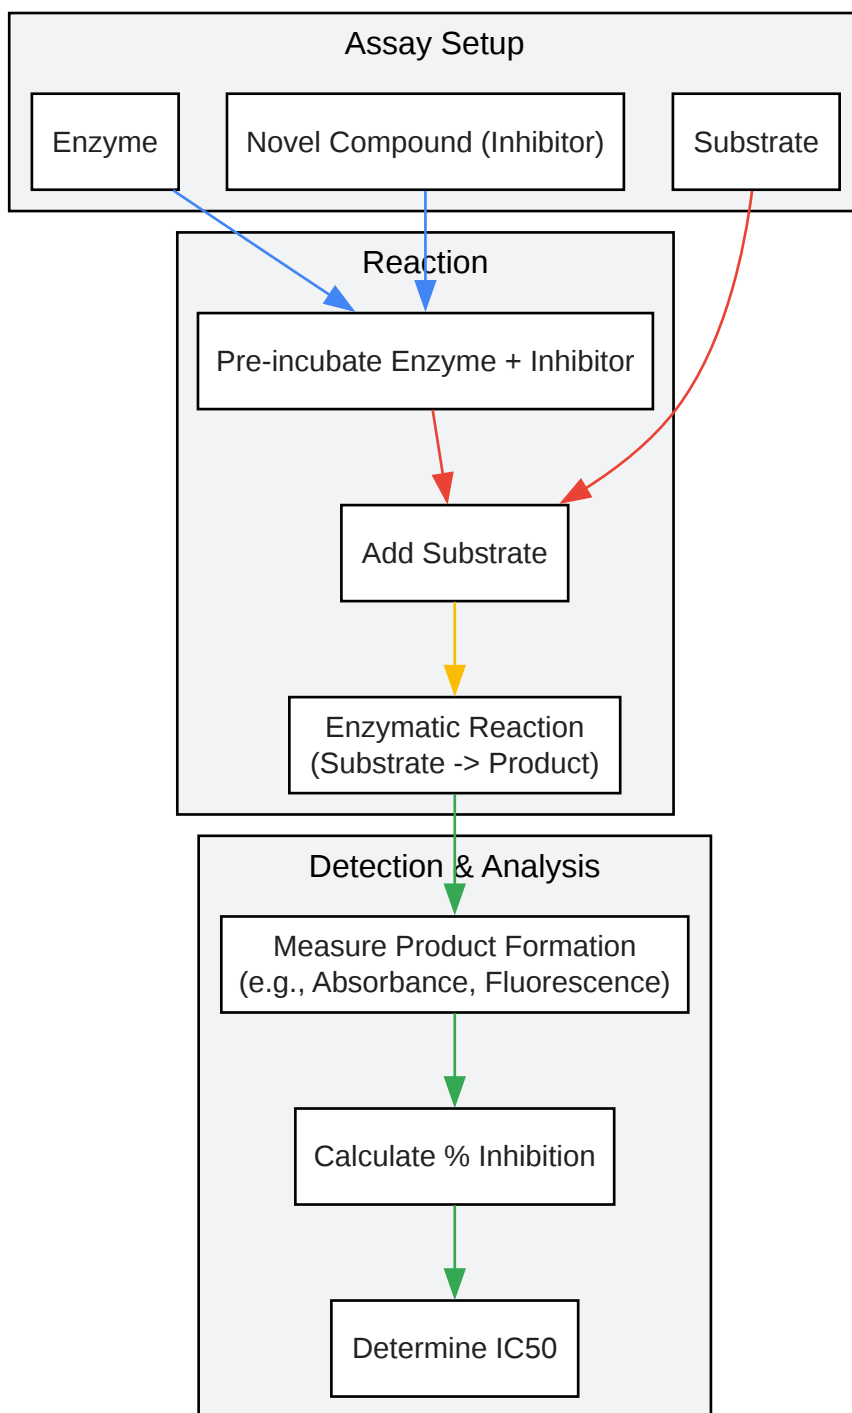 Assay Setup
Enzyme
Novel Compound (Inhibitor)
Substrate
Reaction
Pre-incubate Enzyme + Inhibitor
Add Substrate
Enzymatic Reaction
(Substrate -> Product)
Detection & Analysis
Measure Product Formation
(e.g., Absorbance, Fluorescence)
Calculate % Inhibition
Determine IC50